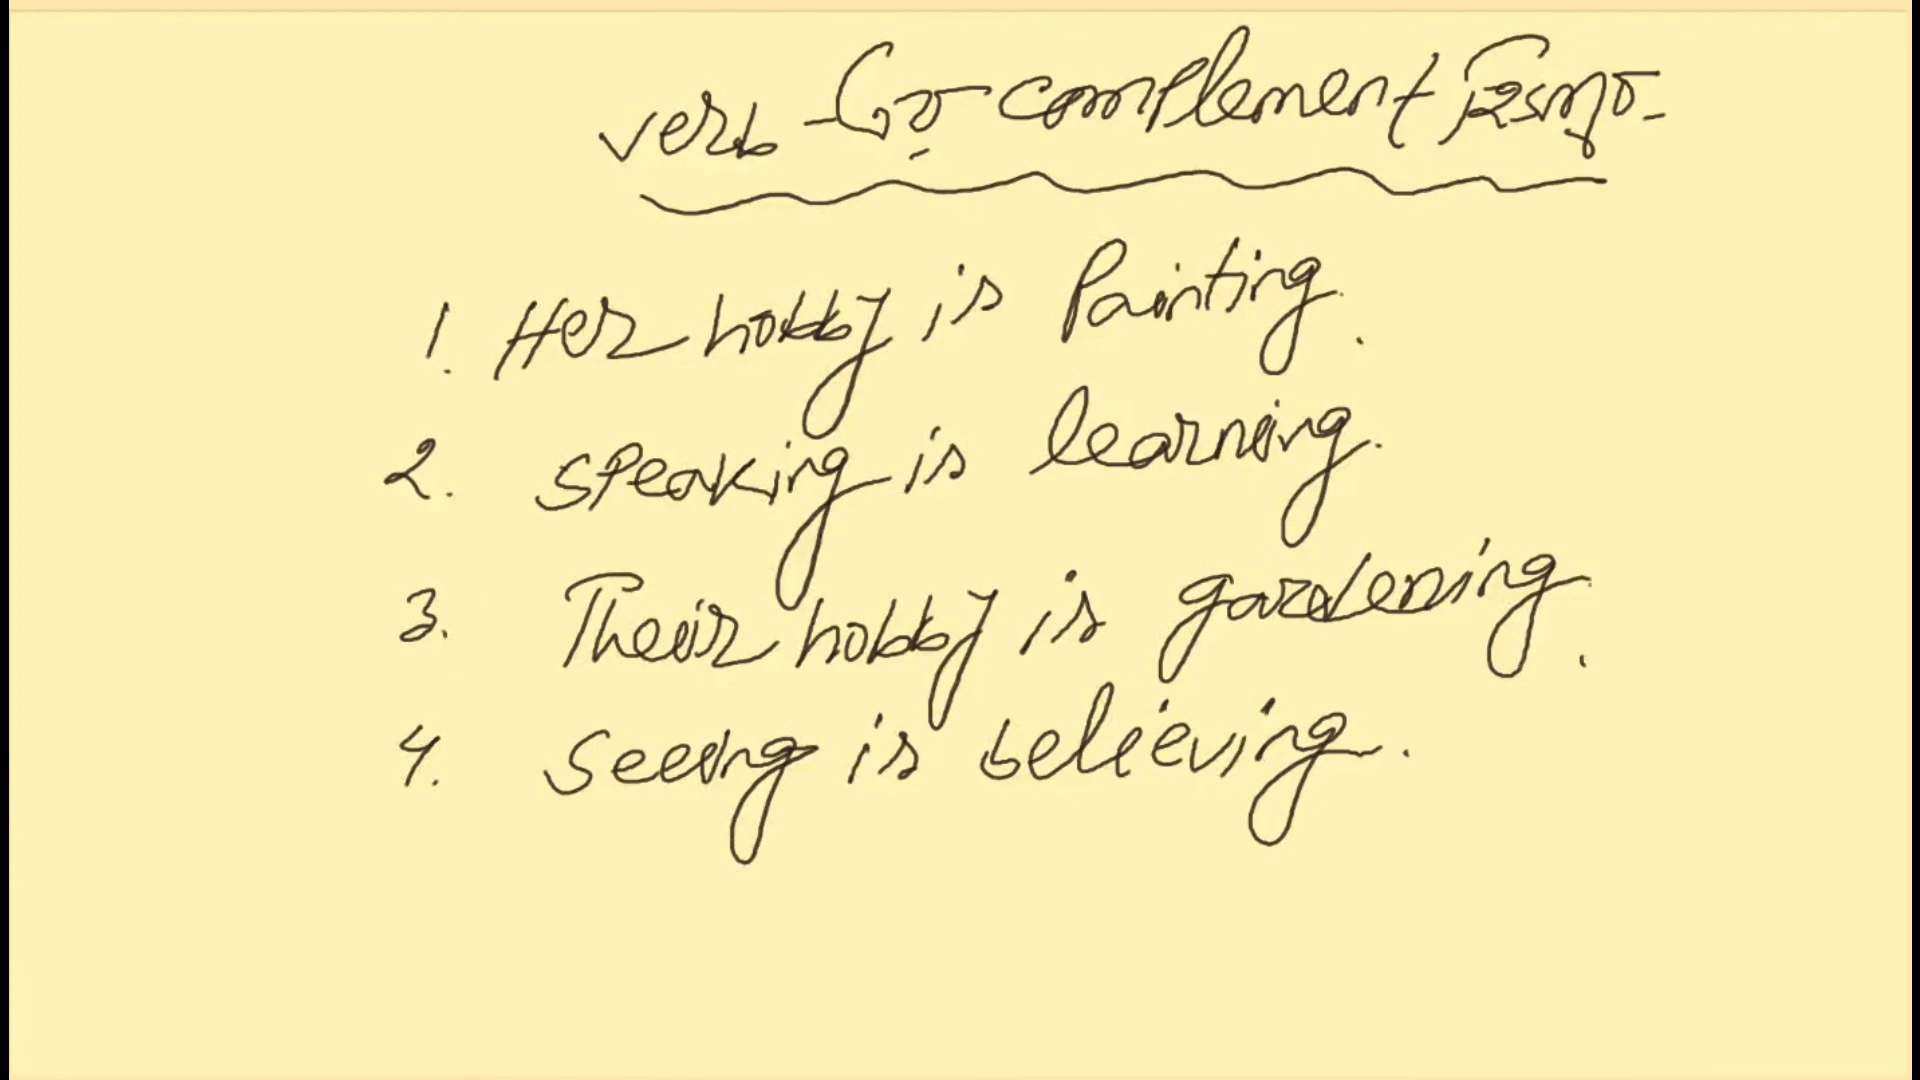 verb -এর complement হিসেবে -
1. Her hobby is Painting.
2. speaking is learning.
3. Their hobby is gardening.
4. Seeing is believing.